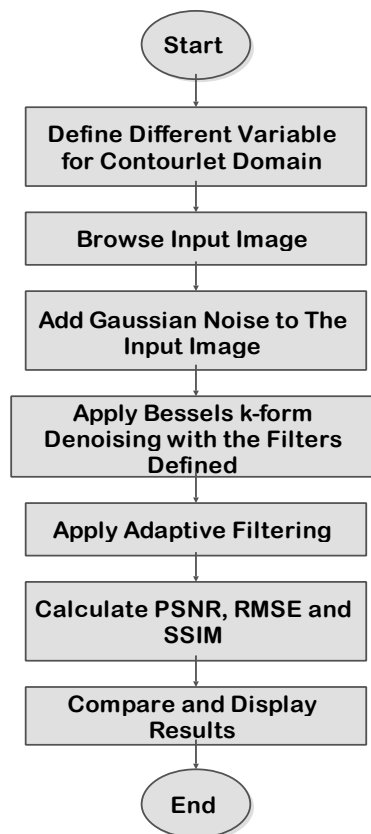 Start
Define Different Variable
for Contourlet Domain
Browse Input Image
Add Gaussian Noise to The
Input Image
Apply Bessels k-form
Denoising with the Filters
Defined
Apply Adaptive Filtering
Calculate PSNR, RMSE and
SSIM
Compare and Display
Results
End